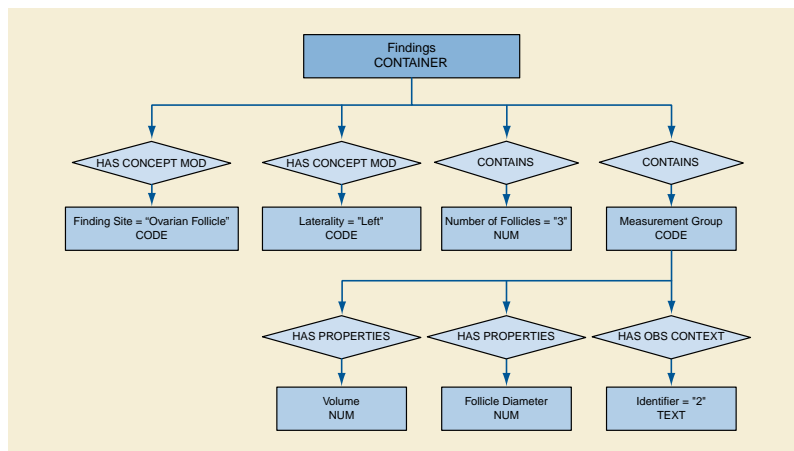 Findings
CONTAINER
HAS CONCEPT MOD
HAS CONCEPT MOD
CONTAINS
CONTAINS
Finding Site = “Ovarian Follicle”
CODE
Laterality = "Left"
CODE
Number of Follicles = "3"
NUM
Measurement Group
CODE
HAS PROPERTIES
HAS PROPERTIES
HAS OBS CONTEXT
Volume
NUM
Follicle Diameter
NUM
Identifier = "2"
TEXT